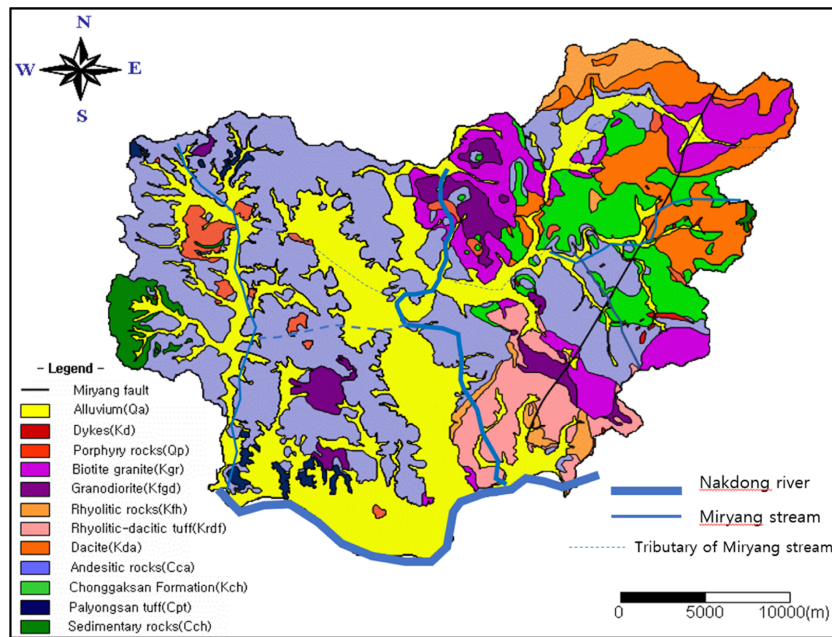 N
W
E
S
– Legend –
Miryang fault
Alluvium(Qa)
Dykes(Kd)
Porphyry rocks(Qp)
Biotite granite(Kgr)
Granodiorite(Kfgd)
Rhyolitic rocks(Kfh)
Rhyolitic-dacitic tuff(Krdf)
Dacite(Kda)
Andesitic rocks(Cca)
Chonggaksan Formation(Kch)
Palyongsan tuff(Cpt)
Sedimentary rocks(Cch)
Nakdong river
Miryang stream
Tributary of Miryang stream
0 5000 10000(m)